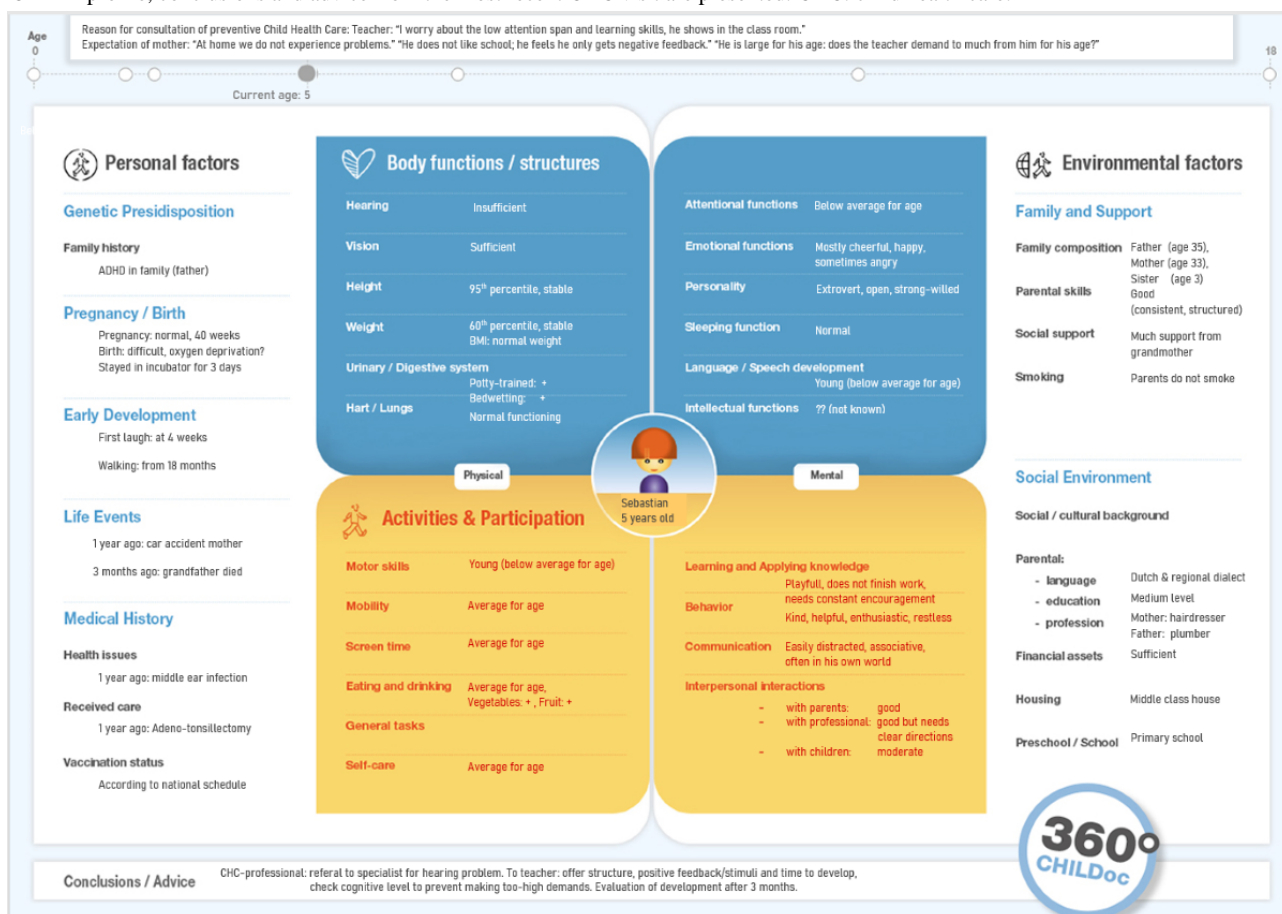 Reason for consultation of preventive Child Health Care: Teacher: "I worry about the low attention span and learning skills, he shows in the class room."
Expectation of mother: "At home we do not experience problems." "He does not like school; he feels he only gets negative feedback." "He is large for his age: does the teacher demand to much from him for his age?"
Age
0
18
Current age: 5
Personal factors
Genetic Presidisposition
Family history
ADHD in family (father)
Pregnancy / Birth
Pregnancy: normal, 40 weeks
Birth: difficult, oxygen deprivation?
Stayed in incubator for 3 days
Early Development
First laugh: at 4 weeks
Walking: from 18 months
Life Events
1 year ago: car accident mother
3 months ago: grandfather died
Medical History
Health issues
1 year ago: middle ear infection
Received care
1 year ago: Adeno-tonsillectomy
Vaccination status
According to national schedule
Body functions / structures
Hearing Insufficient
Vision Sufficient
Height 95th percentile, stable
Weight 60th percentile, stable
BMI: normal weight
Urinary / Digestive system
Potty-trained: +
Bedwetting: +
Hart / Lungs Normal functioning
Physical
Attentional functions Below average for age
Emotional functions Mostly cheerful, happy,
sometimes angry
Personality Extrovert, open, strong-willed
Sleeping function Normal
Language / Speech development
Young (below average for age)
Intellectual functions ?? (not known)
Mental
Sebastian
5 years old
Activities & Participation
Motor skills Young (below average for age)
Mobility Average for age
Screen time Average for age
Eating and drinking Average for age,
Vegetables: + , Fruit: +
General tasks
Self-care Average for age
Learning and Applying knowledge
Playfull, does not finish work,
needs constant encouragement
Behavior Kind, helpful, enthusiastic, restless
Communication Easily distracted, associative,
often in his own world
Interpersonal interactions
- with parents: good
- with professional: good but needs
clear directions
- with children: moderate
Environmental factors
Family and Support
Family composition Father (age 35),
Mother (age 33),
Sister (age 3)
Parental skills Good
(consistent, structured)
Social support Much support from
grandmother
Smoking Parents do not smoke
Social Environment
Social / cultural background
Parental:
- language Dutch & regional dialect
- education Medium level
- profession Mother: hairdresser
Father: plumber
Financial assets Sufficient
Housing Middle class house
Preschool / School Primary school
360°
CHILDoc
Conclusions / Advice
CHC-professional: referal to specialist for hearing problem. To teacher: offer structure, positive feedback/stimuli and time to develop,
check cognitive level to prevent making too-high demands. Evaluation of development after 3 months.